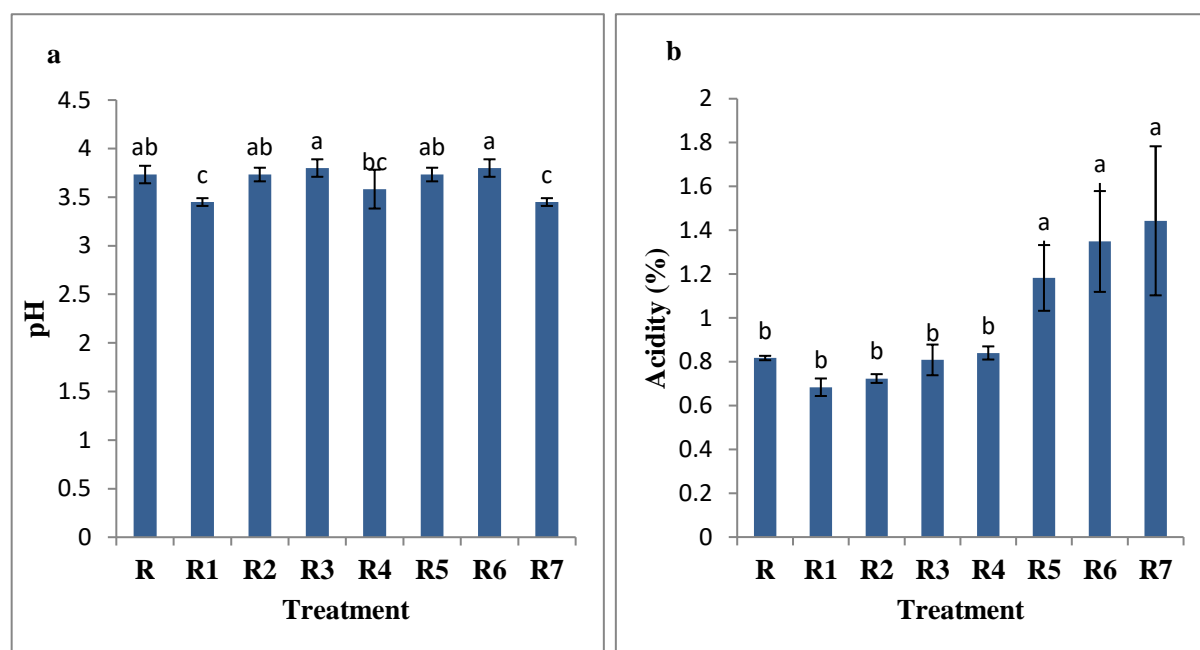 a
4.5
4
3.5
3
2.5
2
1.5
1
0.5
0
pH
ab c ab a bc ab a c
R R1 R2 R3 R4 R5 R6 R7
Treatment
b
2
1.8
1.6
1.4
1.2
1
0.8
0.6
0.4
0.2
0
Acidity (%)
b b b b b a a a
R R1 R2 R3 R4 R5 R6 R7
Treatment